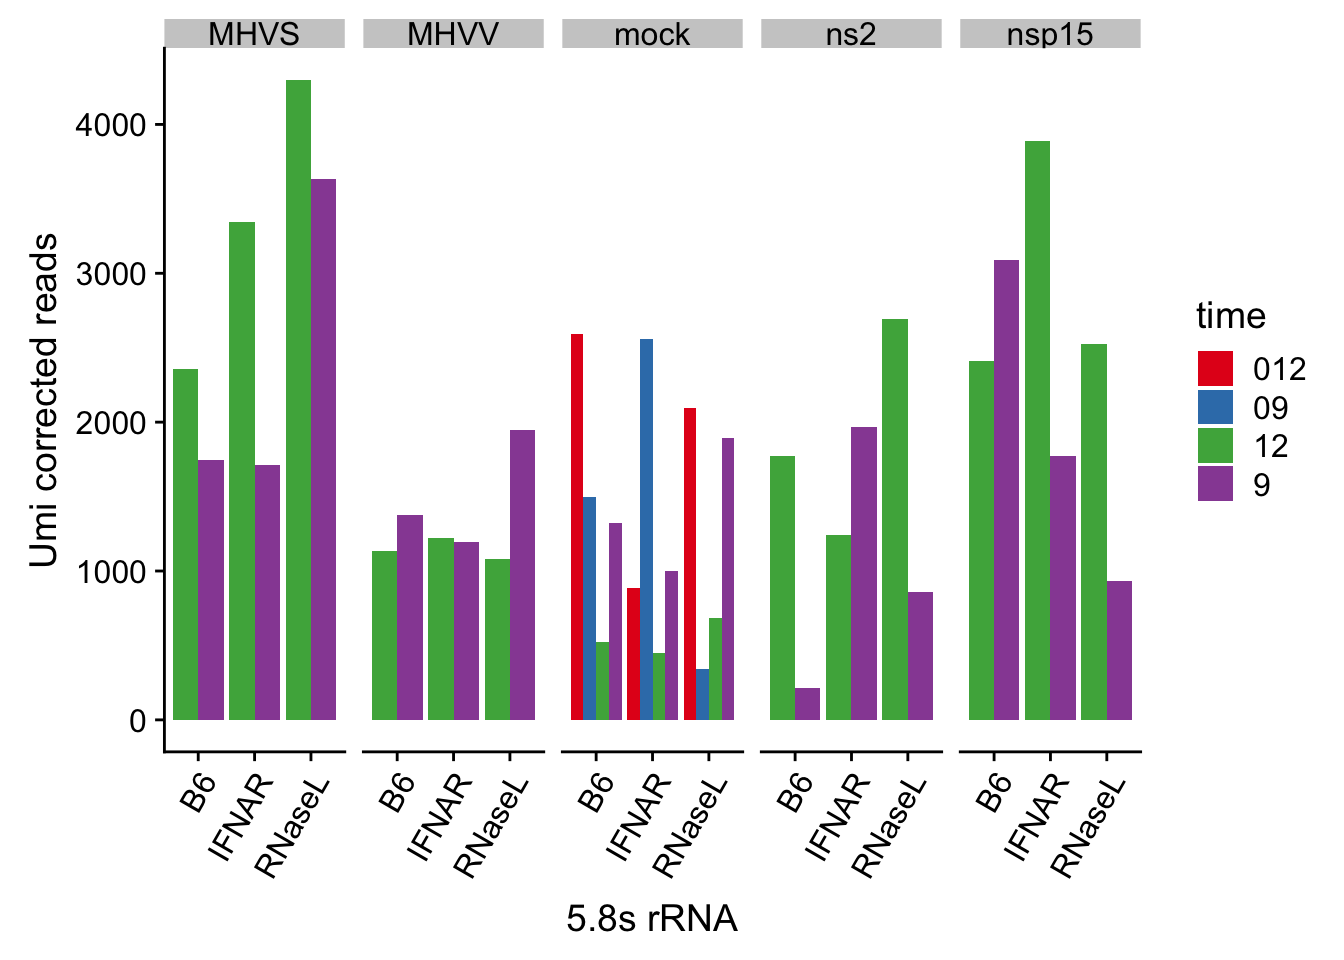 MHVS MHVV mock ns2 nsp15
Umi corrected reads
4000
3000
2000
1000
0
B6 IFNAR RNaseL B6 IFNAR RNaseL B6 IFNAR RNaseL B6 IFNAR RNaseL B6 IFNAR RNaseL
5.8s rRNA
time
012
09
12
9